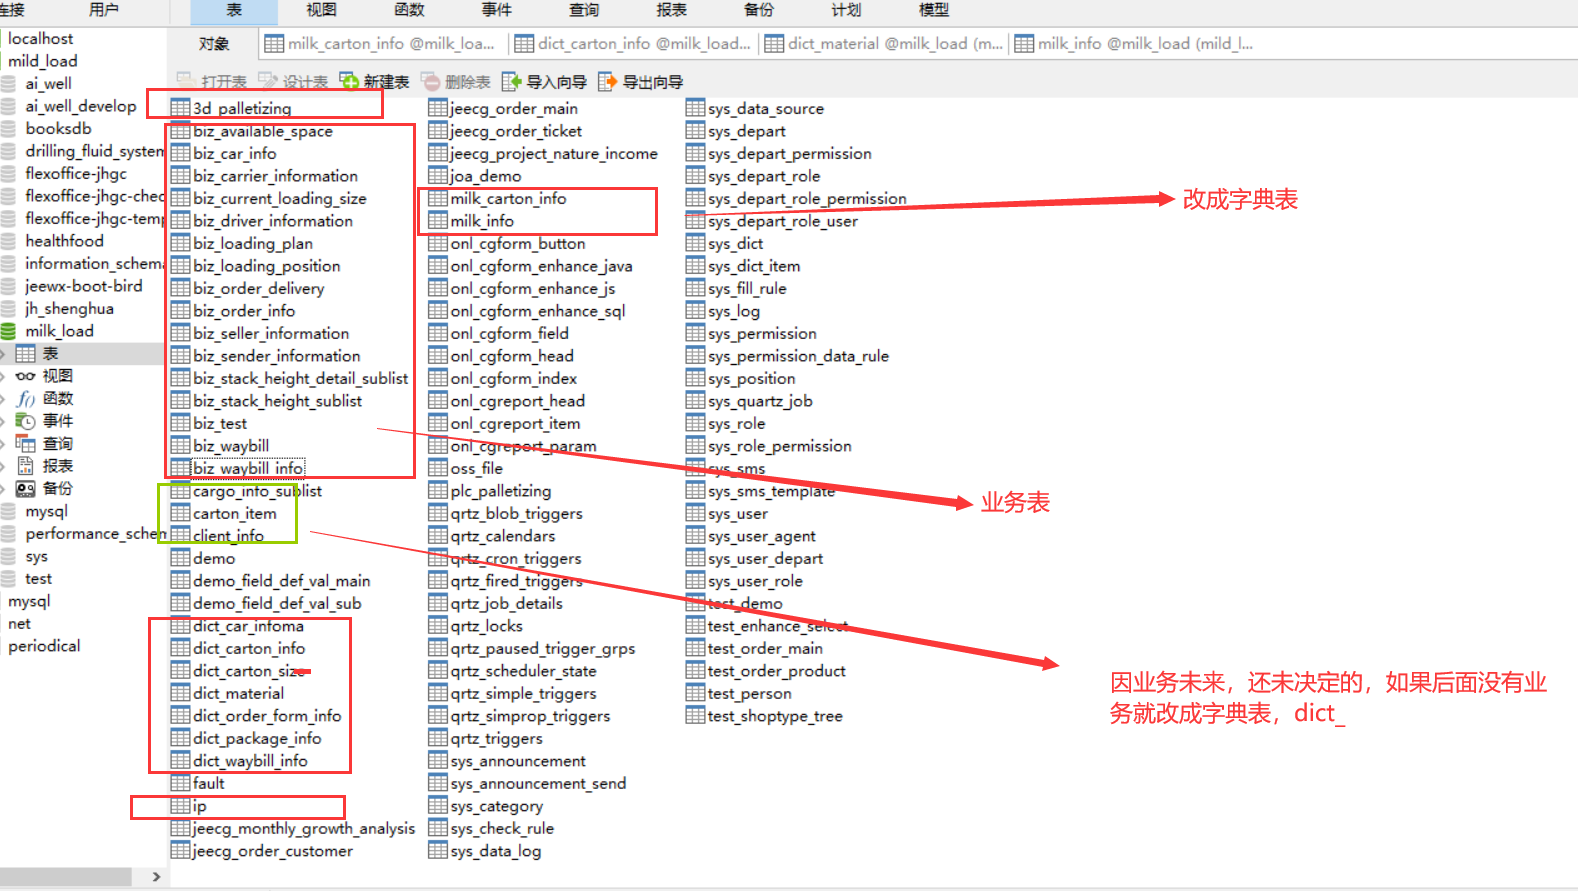 连接 用户 表 视图 函数 事件 查询 报表 备份 计划 模型
对象 milk_carton_info @milk_loa... dict_carton_info @milk_load... dict_material @milk_load (m... milk_info @milk_load (mild_l...
打开表 设计表 新建表 删除表 导入向导 导出向导
localhost
mild_load
ai_well
ai_well_develop
booksdb
drilling_fluid_system
flexoffice-jhgc
flexoffice-jhgc-chec
flexoffice-jhgc-temp
healthfood
information_schema
jeewx-boot-bird
jh_shenghua
milk_load
表
视图
函数
事件
查询
报表
备份
mysql
performance_schem
sys
test
mysql
net
periodical
3d_palletizing
biz_available_space
biz_car_info
biz_carrier_information
biz_current_loading_size
biz_driver_information
biz_loading_plan
biz_loading_position
biz_order_delivery
biz_order_info
biz_seller_information
biz_sender_information
biz_stack_height_detail_sublist
biz_stack_height_sublist
biz_test
biz_waybill
biz_waybill_info
cargo_info_sublist
carton_item
client_info
demo
demo_field_def_val_main
demo_field_def_val_sub
dict_car_infoma
dict_carton_info
dict_carton_size
dict_material
dict_order_form_info
dict_package_info
dict_waybill_info
fault
ip
jeecg_monthly_growth_analysis
jeecg_order_customer
jeecg_order_main
jeecg_order_ticket
jeecg_project_nature_income
joa_demo
milk_carton_info
milk_info
onl_cgform_button
onl_cgform_enhance_java
onl_cgform_enhance_js
onl_cgform_enhance_sql
onl_cgform_field
onl_cgform_head
onl_cgform_index
onl_cgreport_head
onl_cgreport_item
onl_cgreport_param
oss_file
plc_palletizing
qrtz_blob_triggers
qrtz_calendars
qrtz_cron_triggers
qrtz_fired_triggers
qrtz_job_details
qrtz_locks
qrtz_paused_trigger_grps
qrtz_scheduler_state
qrtz_simple_triggers
qrtz_simprop_triggers
qrtz_triggers
sys_announcement
sys_announcement_send
sys_category
sys_check_rule
sys_data_log
sys_data_source
sys_depart
sys_depart_permission
sys_depart_role
sys_depart_role_permission
sys_depart_role_user
sys_dict
sys_dict_item
sys_fill_rule
sys_log
sys_permission
sys_permission_data_rule
sys_position
sys_quartz_job
sys_role
sys_role_permission
sys_sms
sys_sms_template
sys_user
sys_user_agent
sys_user_depart
sys_user_role
test_demo
test_enhance_select
test_order_main
test_order_product
test_person
test_shoptype_tree
改成字典表
业务表
因业务未来，还未决定的，如果后面没有业
务就改成字典表，dict_